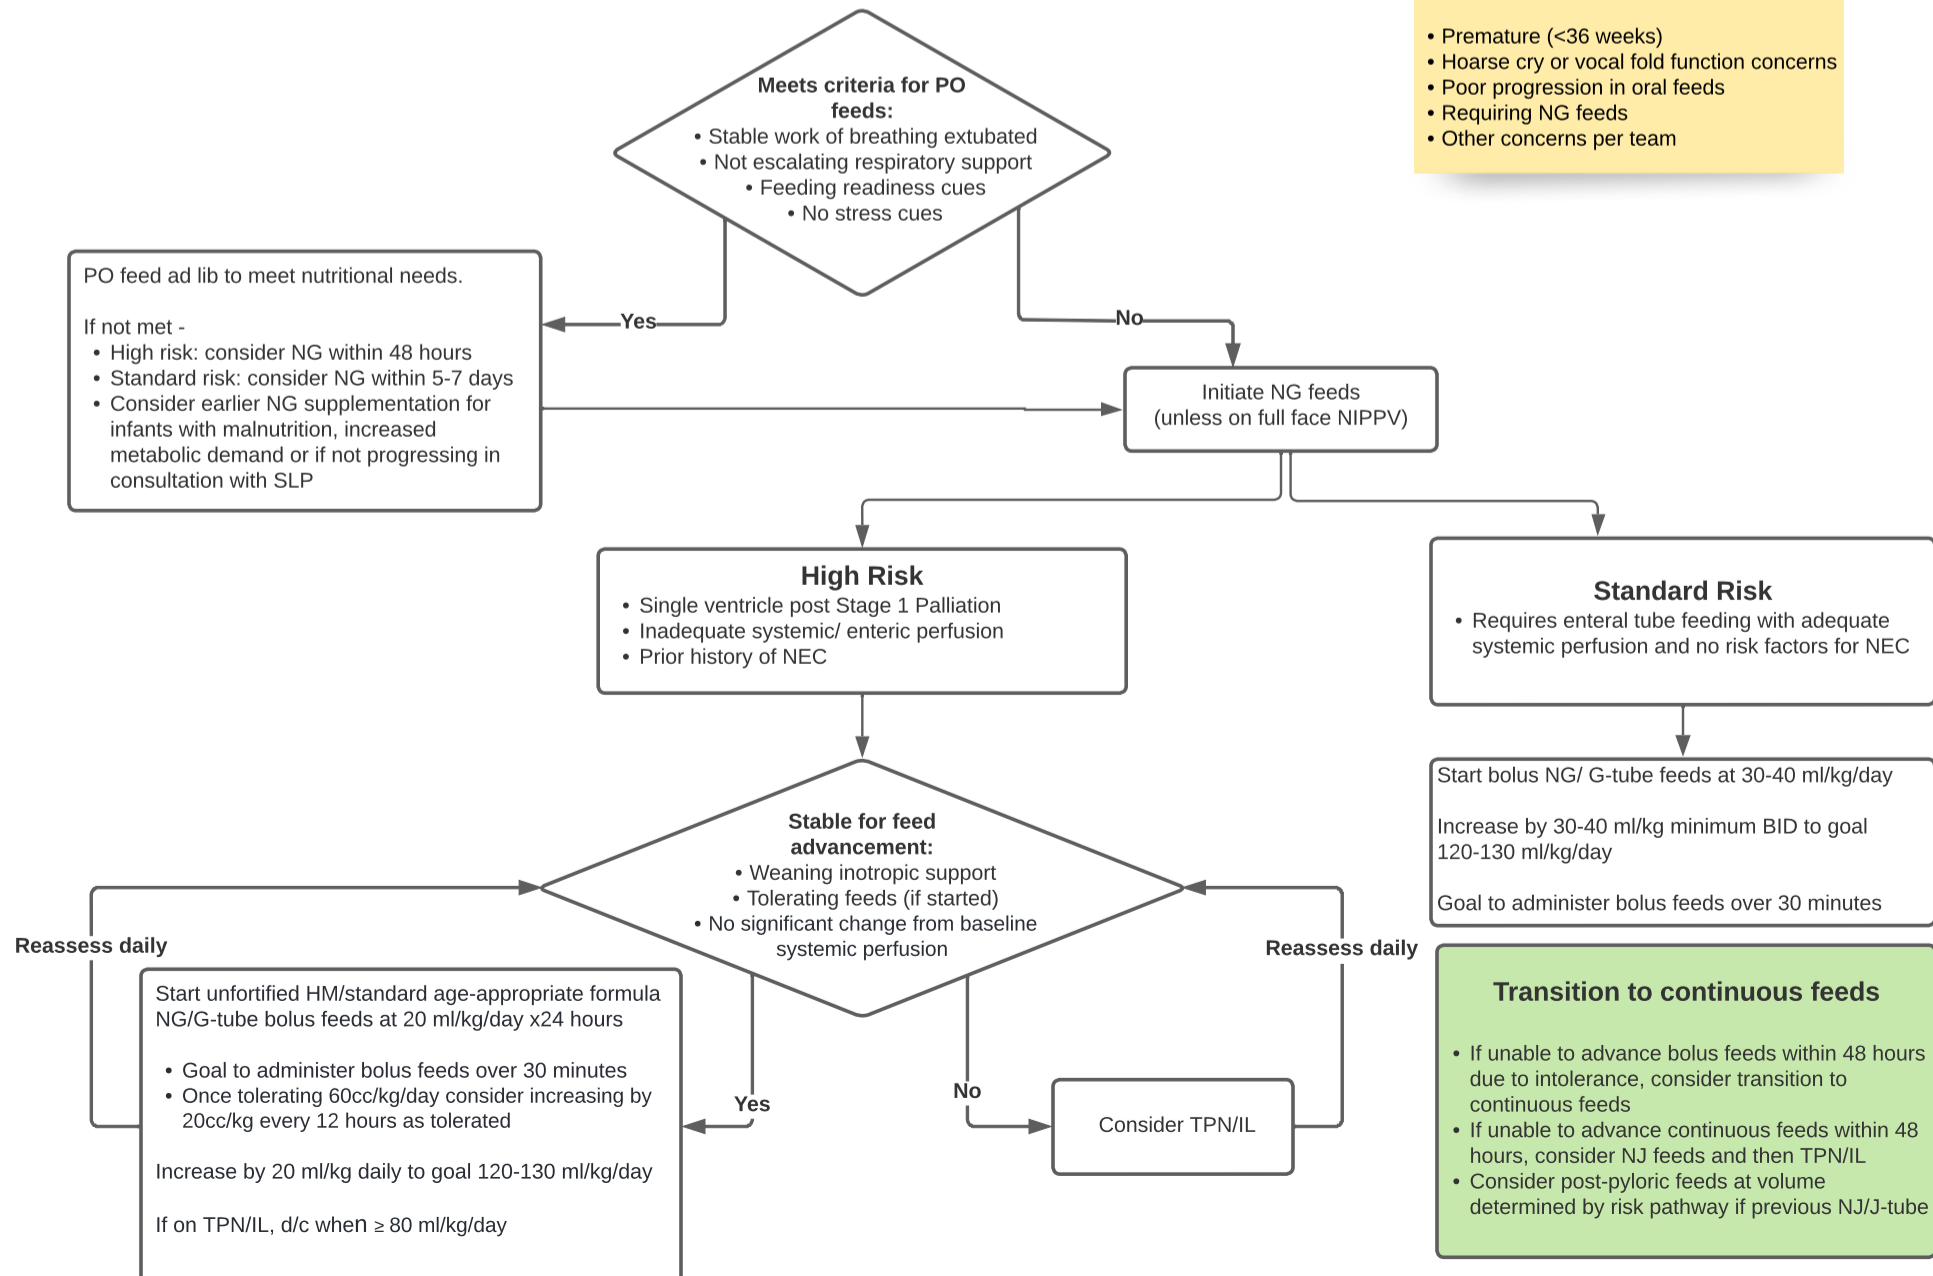 Meets criteria for PO
feeds:
• Stable work of breathing extubated
• Not escalating respiratory support
• Feeding readiness cues
• No stress cues
• Premature (<36 weeks)
• Hoarse cry or vocal fold function concerns
• Poor progression in oral feeds
• Requiring NG feeds
• Other concerns per team
Yes
No
PO feed ad lib to meet nutritional needs.
If not met -
• High risk: consider NG within 48 hours
• Standard risk: consider NG within 5-7 days
• Consider earlier NG supplementation for
infants with malnutrition, increased
metabolic demand or if not progressing in
consultation with SLP
Initiate NG feeds
(unless on full face NIPPV)
High Risk
• Single ventricle post Stage 1 Palliation
• Inadequate systemic/ enteric perfusion
• Prior history of NEC
Standard Risk
• Requires enteral tube feeding with adequate
systemic perfusion and no risk factors for NEC
Stable for feed
advancement:
• Weaning inotropic support
• Tolerating feeds (if started)
• No significant change from baseline
systemic perfusion
Start bolus NG/ G-tube feeds at 30-40 ml/kg/day
Increase by 30-40 ml/kg minimum BID to goal
120-130 ml/kg/day
Goal to administer bolus feeds over 30 minutes
Reassess daily
Reassess daily
Yes
No
Start unfortified HM/standard age-appropriate formula
NG/G-tube bolus feeds at 20 ml/kg/day x24 hours
• Goal to administer bolus feeds over 30 minutes
• Once tolerating 60cc/kg/day consider increasing by
20cc/kg every 12 hours as tolerated
Increase by 20 ml/kg daily to goal 120-130 ml/kg/day
If on TPN/IL, d/c when ≥ 80 ml/kg/day
Consider TPN/IL
Transition to continuous feeds
• If unable to advance bolus feeds within 48 hours
due to intolerance, consider transition to
continuous feeds
• If unable to advance continuous feeds within 48
hours, consider NJ feeds and then TPN/IL
• Consider post-pyloric feeds at volume
determined by risk pathway if previous NJ/J-tube